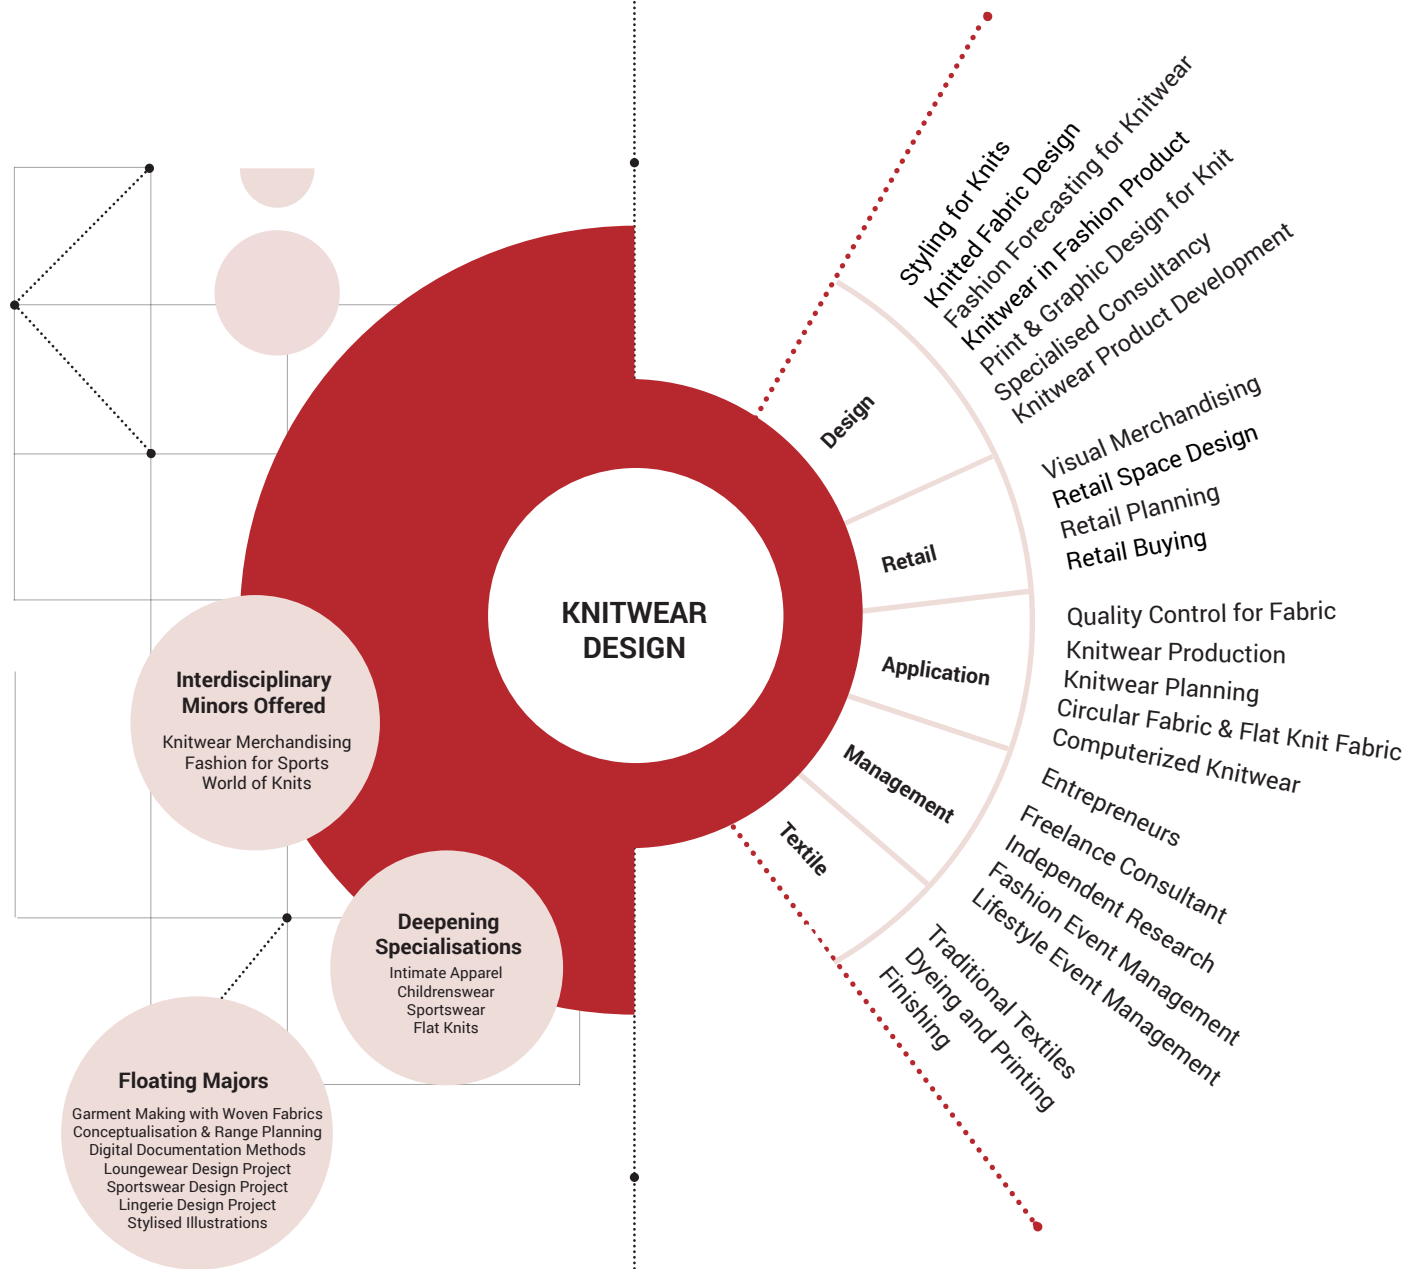 KNITWEAR
DESIGN
Interdisciplinary
Minors Offered
Knitwear Merchandising
Fashion for Sports
World of Knits
Deepening
Specialisations
Intimate Apparel
Childrenswear
Sportswear
Flat Knits
Floating Majors
Garment Making with Woven Fabrics
Conceptualisation & Range Planning
Digital Documentation Methods
Loungewear Design Project
Sportswear Design Project
Lingerie Design Project
Stylised Illustrations
Design
Styling for Knits
Knitted Fabric Design
Fashion Forecasting for Knitwear
Knitwear in Fashion Product
Print & Graphic Design for Knit
Specialised Consultancy
Knitwear Product Development
Retail
Visual Merchandising
Retail Space Design
Retail Planning
Retail Buying
Application
Quality Control for Fabric
Knitwear Production
Knitwear Planning
Circular Fabric & Flat Knit Fabric
Computerized Knitwear
Management
Entrepreneurs
Freelance Consultant
Independent Research
Fashion Event Management
Lifestyle Event Management
Textile
Traditional Textiles
Dyeing and Printing
Finishing